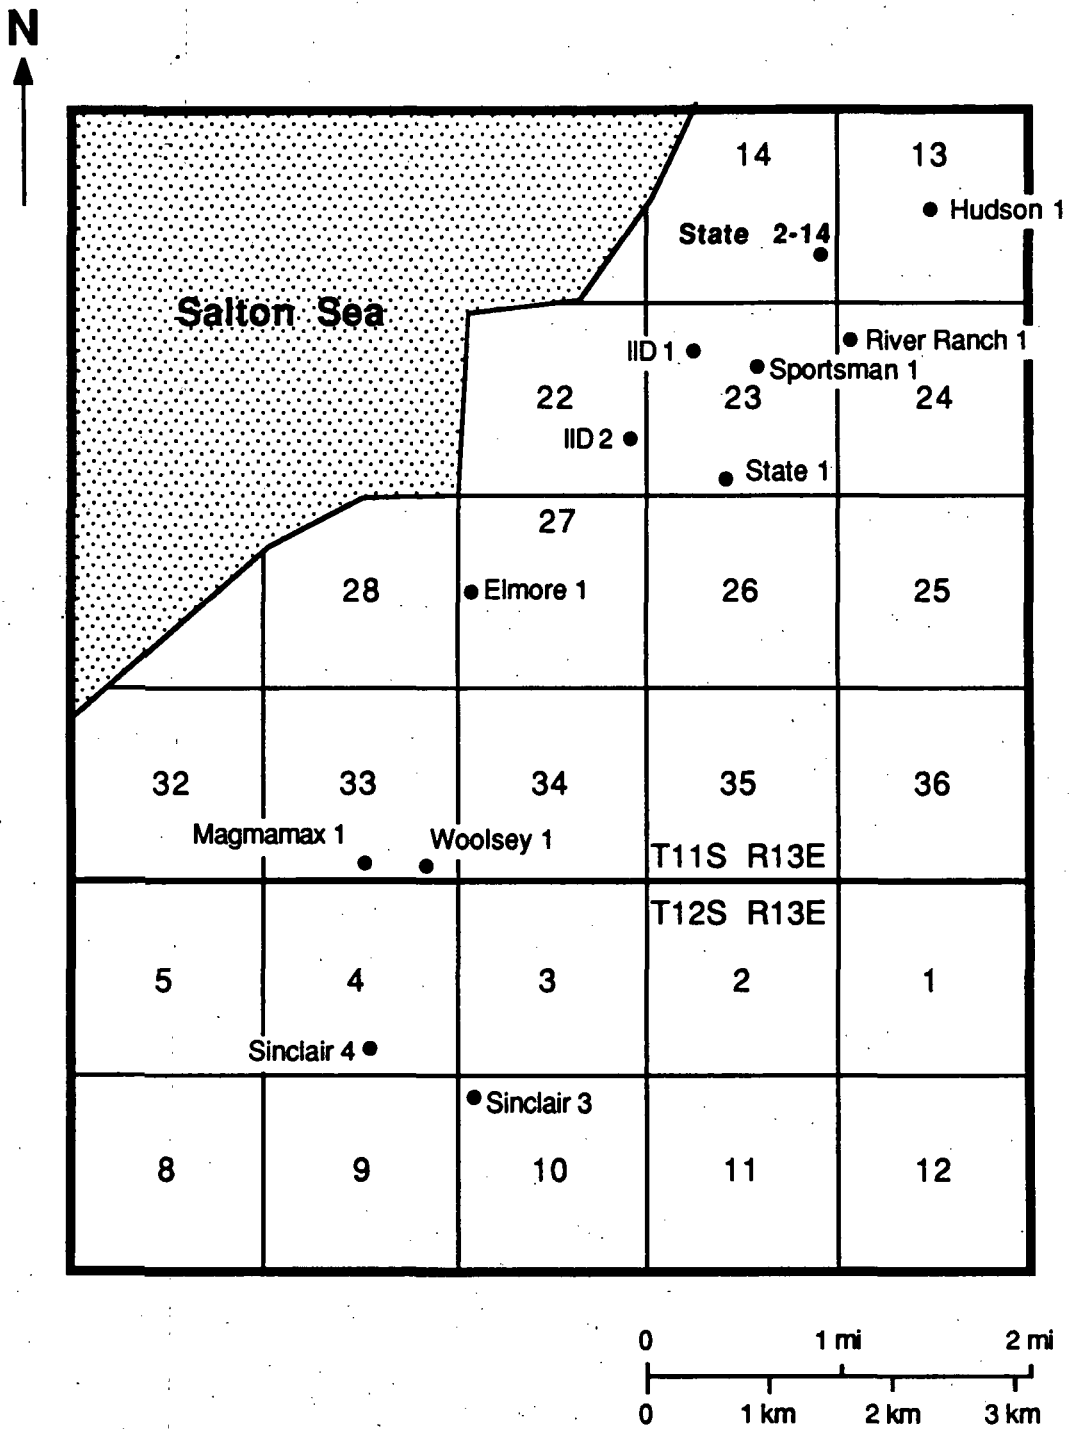 N
14
13
Hudson 1
State 2-14
Salton Sea
River Ranch 1
IID 1
Sportsman 1
22
23
24
IID 2
State 1
27
28
Elmore 1
26
25
32
33
34
35
36
Magmamax 1
Woolsey 1
T11S R13E
T12S R13E
5
4
3
2
1
Sinclair 4
Sinclair 3
8
9
10
11
12
0 1 mi 2 mi
0 1 km 2 km 3 km